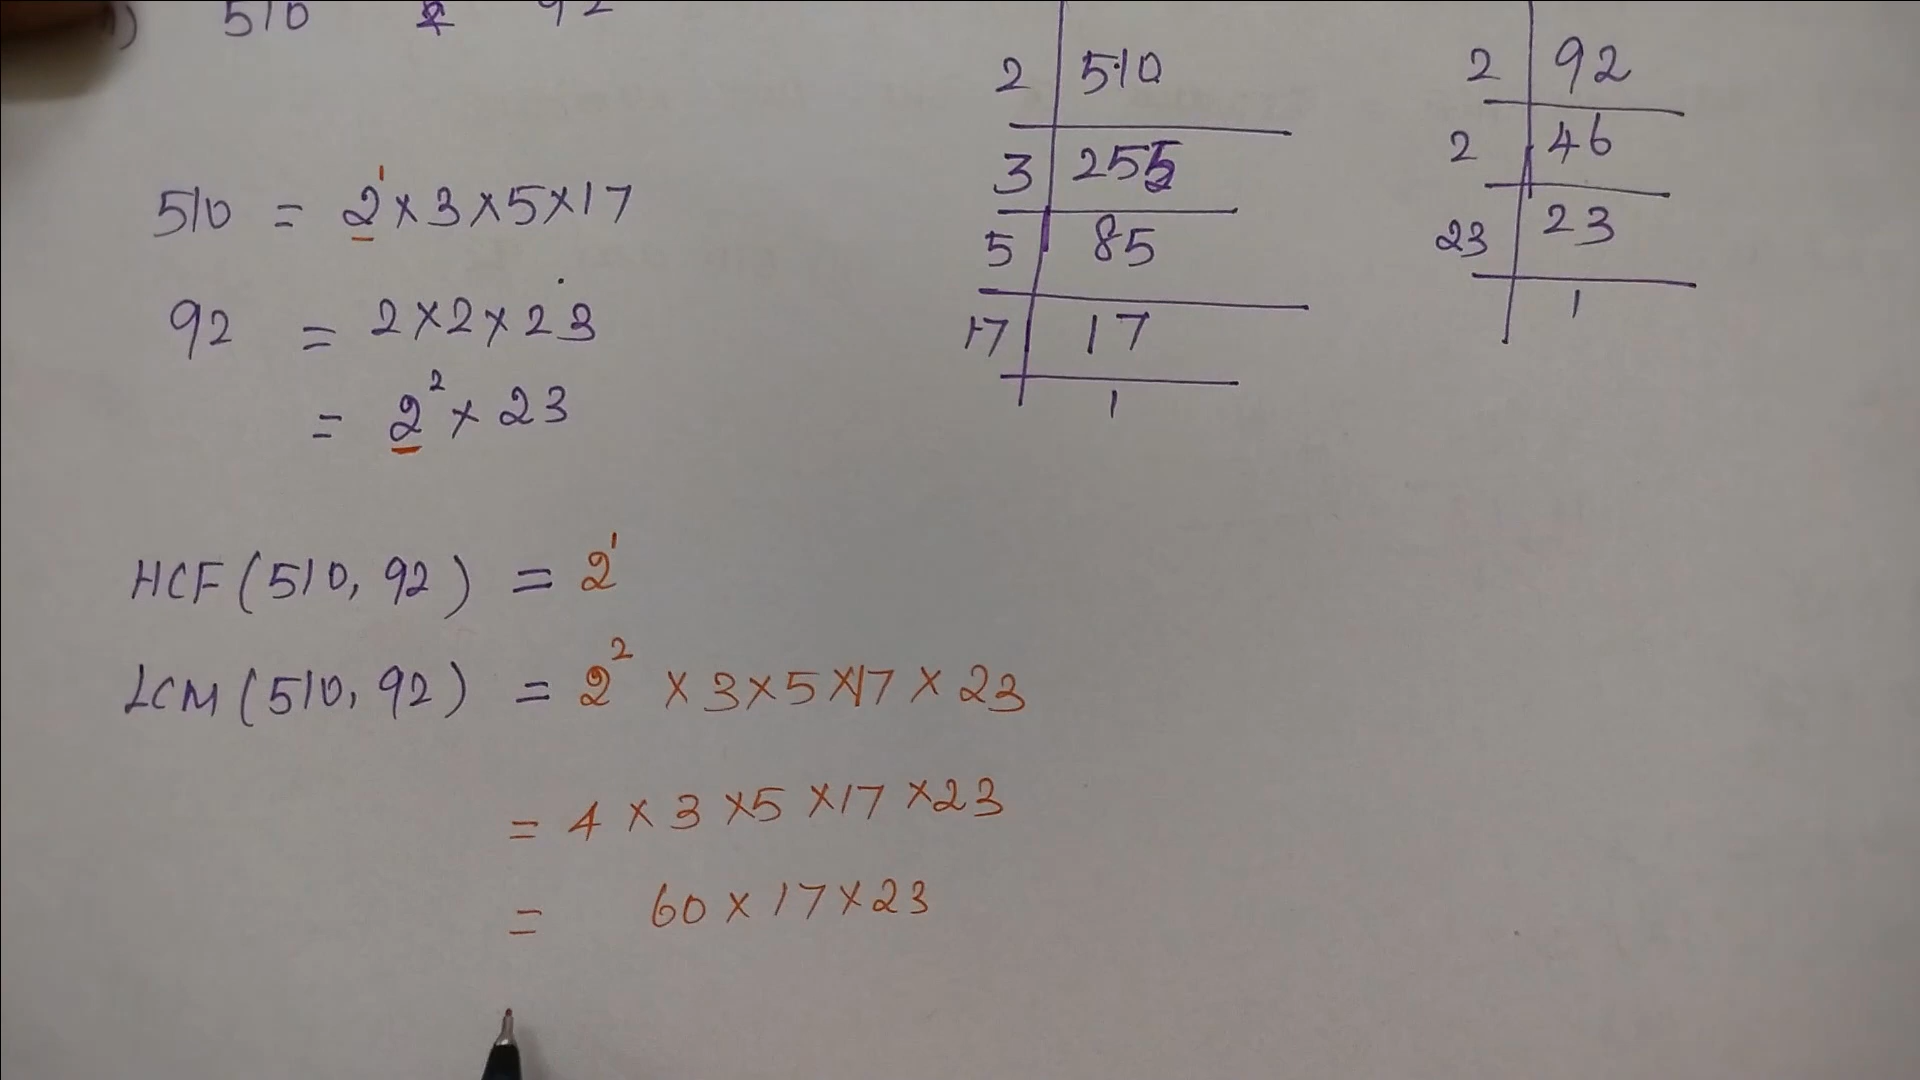 510 & 92
510 = 2¹ × 3 × 5 × 17
92 = 2 × 2 × 23
= 2² × 23
2 | 510
3 | 255
5 | 85
17 | 17
1
2 | 92
2 | 46
23 | 23
1
HCF (510, 92) = 2¹
LCM (510, 92) = 2² × 3 × 5 × 17 × 23
= 4 × 3 × 5 × 17 × 23
= 60 × 17 × 23